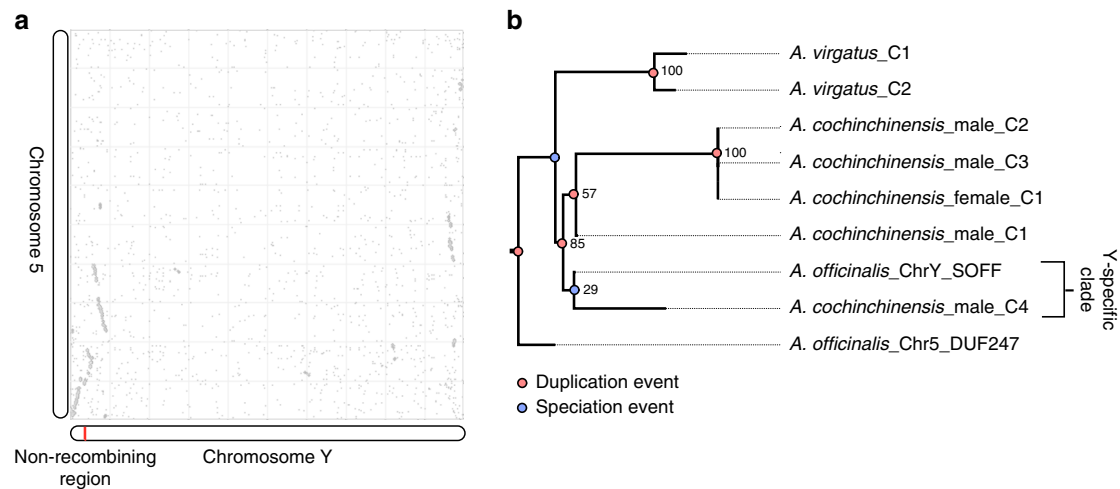 a
Chromosome 5
Non-recombining
region
Chromosome Y
b
A. virgatus_C1
100
A. virgatus_C2
A. cochinchinensis_male_C2
100
A. cochinchinensis_male_C3
57
A. cochinchinensis_female_C1
85
A. cochinchinensis_male_C1
A. officinalis_ChrY_SOFF
29
A. cochinchinensis_male_C4
Y-specific
clade
A. officinalis_Chr5_DUF247
Duplication event
Speciation event